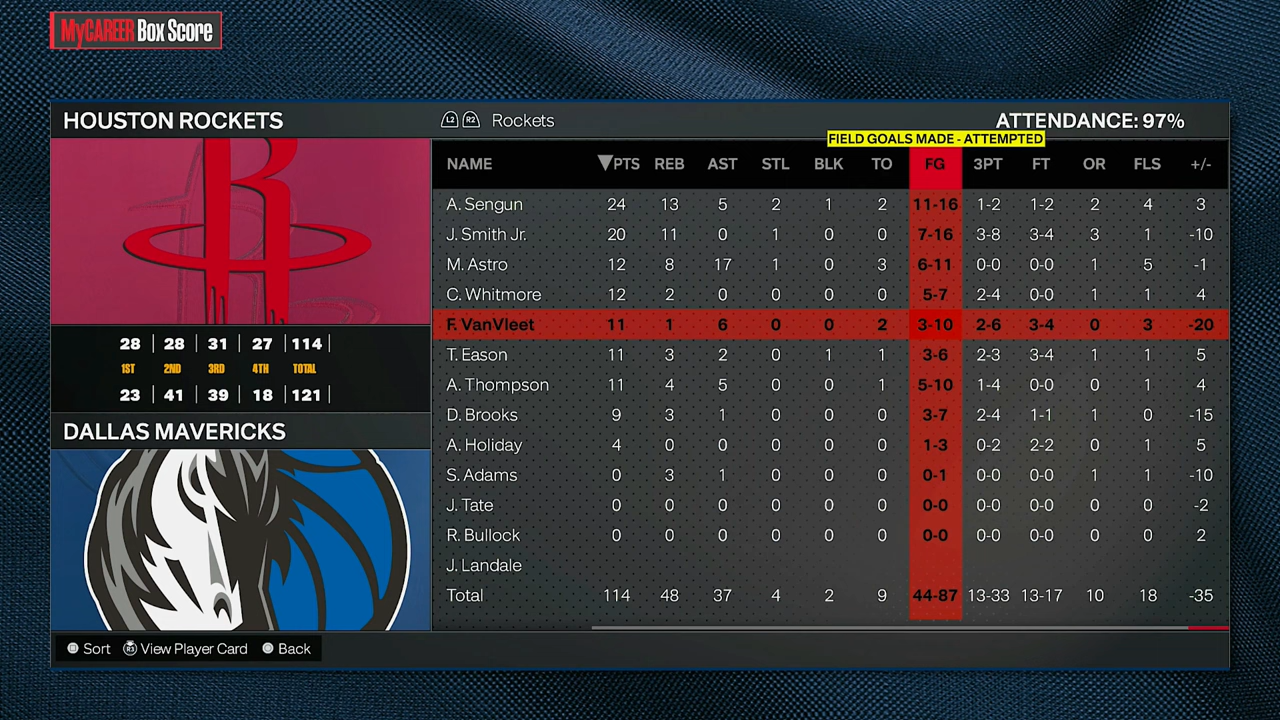 MyCAREER Box Score
HOUSTON ROCKETS
L2 R2 Rockets
ATTENDANCE: 97%
FIELD GOALS MADE - ATTEMPTED
NAME PTS REB AST STL BLK TO FG 3PT FT OR FLS +/-
A. Sengun 24 13 5 2 1 2 11-16 1-2 1-2 2 4 3
J. Smith Jr. 20 11 0 1 0 0 7-16 3-8 3-4 3 1 -10
M. Astro 12 8 17 1 0 3 6-11 0-0 0-0 1 5 -1
C. Whitmore 12 2 0 0 0 0 5-7 2-4 0-0 1 1 4
F. VanVleet 11 1 6 0 0 2 3-10 2-6 3-4 0 3 -20
T. Eason 11 3 2 0 1 1 3-6 2-3 3-4 1 1 5
A. Thompson 11 4 5 0 0 1 5-10 1-4 0-0 0 1 4
D. Brooks 9 3 1 0 0 0 3-7 2-4 1-1 1 0 -15
A. Holiday 4 0 0 0 0 0 1-3 0-2 2-2 0 1 5
S. Adams 0 3 1 0 0 0 0-1 0-0 0-0 1 1 -10
J. Tate 0 0 0 0 0 0 0-0 0-0 0-0 0 0 -2
R. Bullock 0 0 0 0 0 0 0-0 0-0 0-0 0 0 2
J. Landale
Total 114 48 37 4 2 9 44-87 13-33 13-17 10 18 -35
28 28 31 27 114
1ST 2ND 3RD 4TH TOTAL
23 41 39 18 121
DALLAS MAVERICKS
Sort R3 View Player Card Back